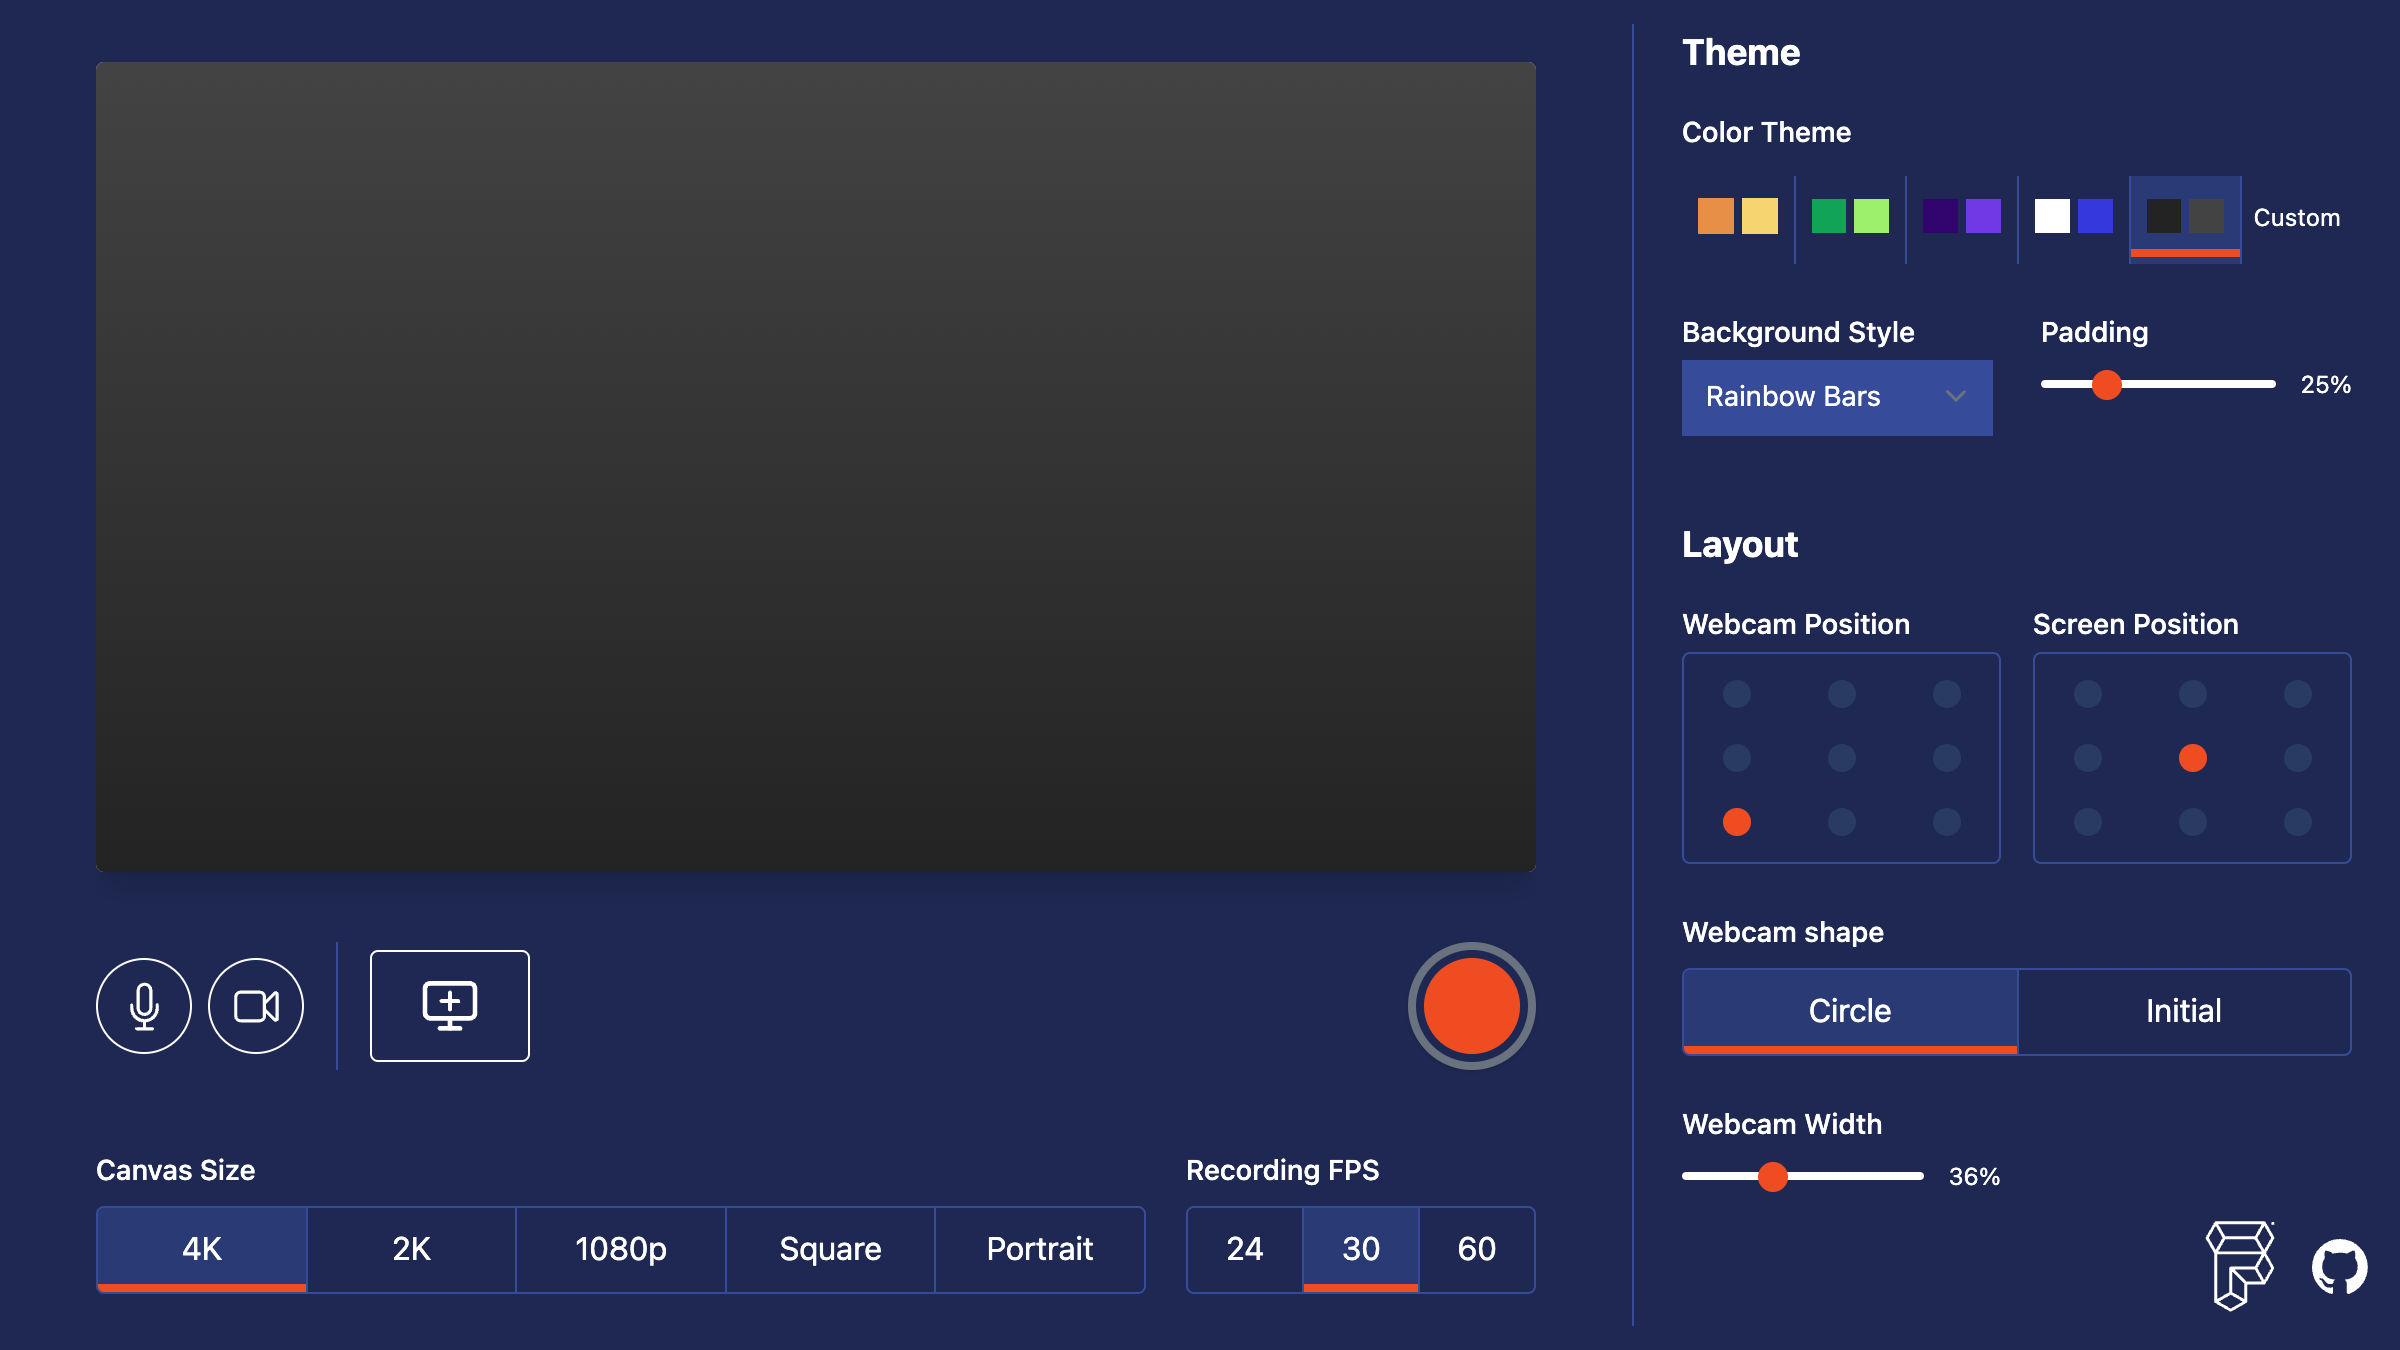 Theme
Color Theme
Custom
Background Style
Padding
Rainbow Bars
25%
Layout
Webcam Position
Screen Position
Webcam shape
Circle
Initial
Webcam Width
36%
Canvas Size
4K
2K
1080p
Square
Portrait
Recording FPS
24
30
60